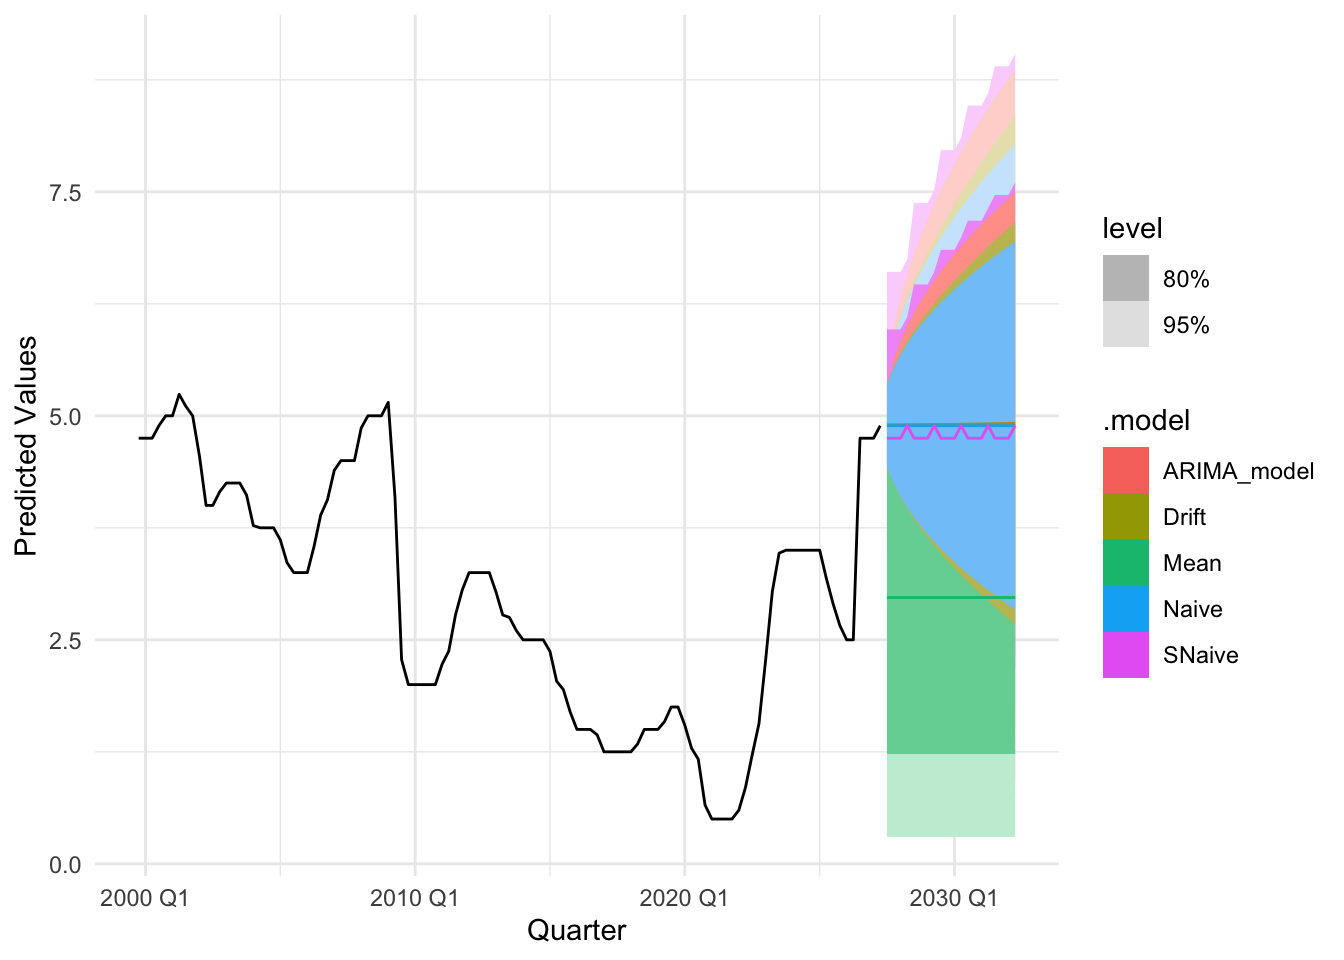 Predicted Values
7.5
5.0
2.5
0.0
2000 Q1
2010 Q1
2020 Q1
2030 Q1
Quarter
level
80%
95%
.model
ARIMA_model
Drift
Mean
Naive
SNaive